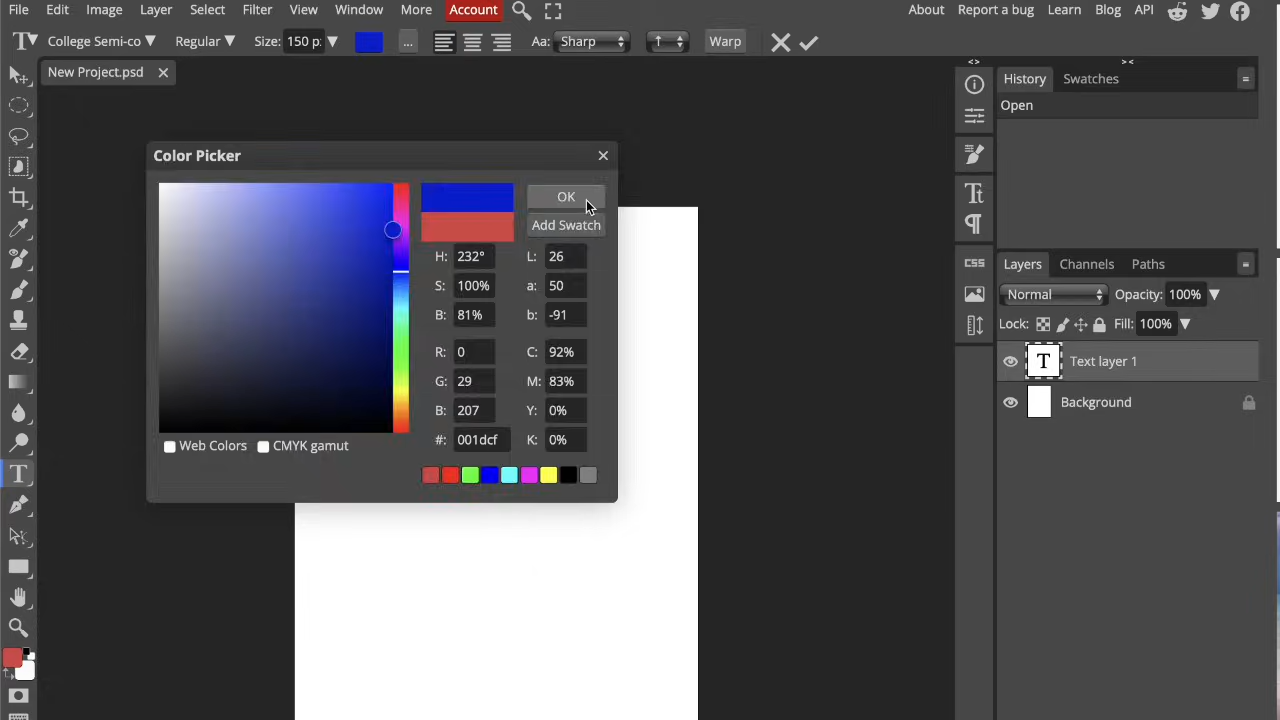 File Edit Image Layer Select Filter View Window More Account About Report a bug Learn Blog API
T College Semi-co Regular Size: 150 p: ... Aa: Sharp Warp
New Project.psd
History Swatches
Open
Color Picker
OK
Add Swatch
H: 232° L: 26
S: 100% a: 50
B: 81% b: -91
R: 0 C: 92%
G: 29 M: 83%
B: 207 Y: 0%
#: 001dcf K: 0%
Web Colors CMYK gamut
CSS
Layers Channels Paths
Normal Opacity: 100%
Lock: Fill: 100%
T Text layer 1
Background